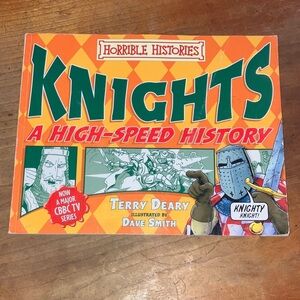 HORRIBLE HISTORIES
KNIGHTS
A HIGH-SPEED HISTORY
NOW
A MAJOR
CBBC TV
SERIES
TERRY DEARY
ILLUSTRATED BY
DAVE SMITH
KNIGHTY
KNIGHT!